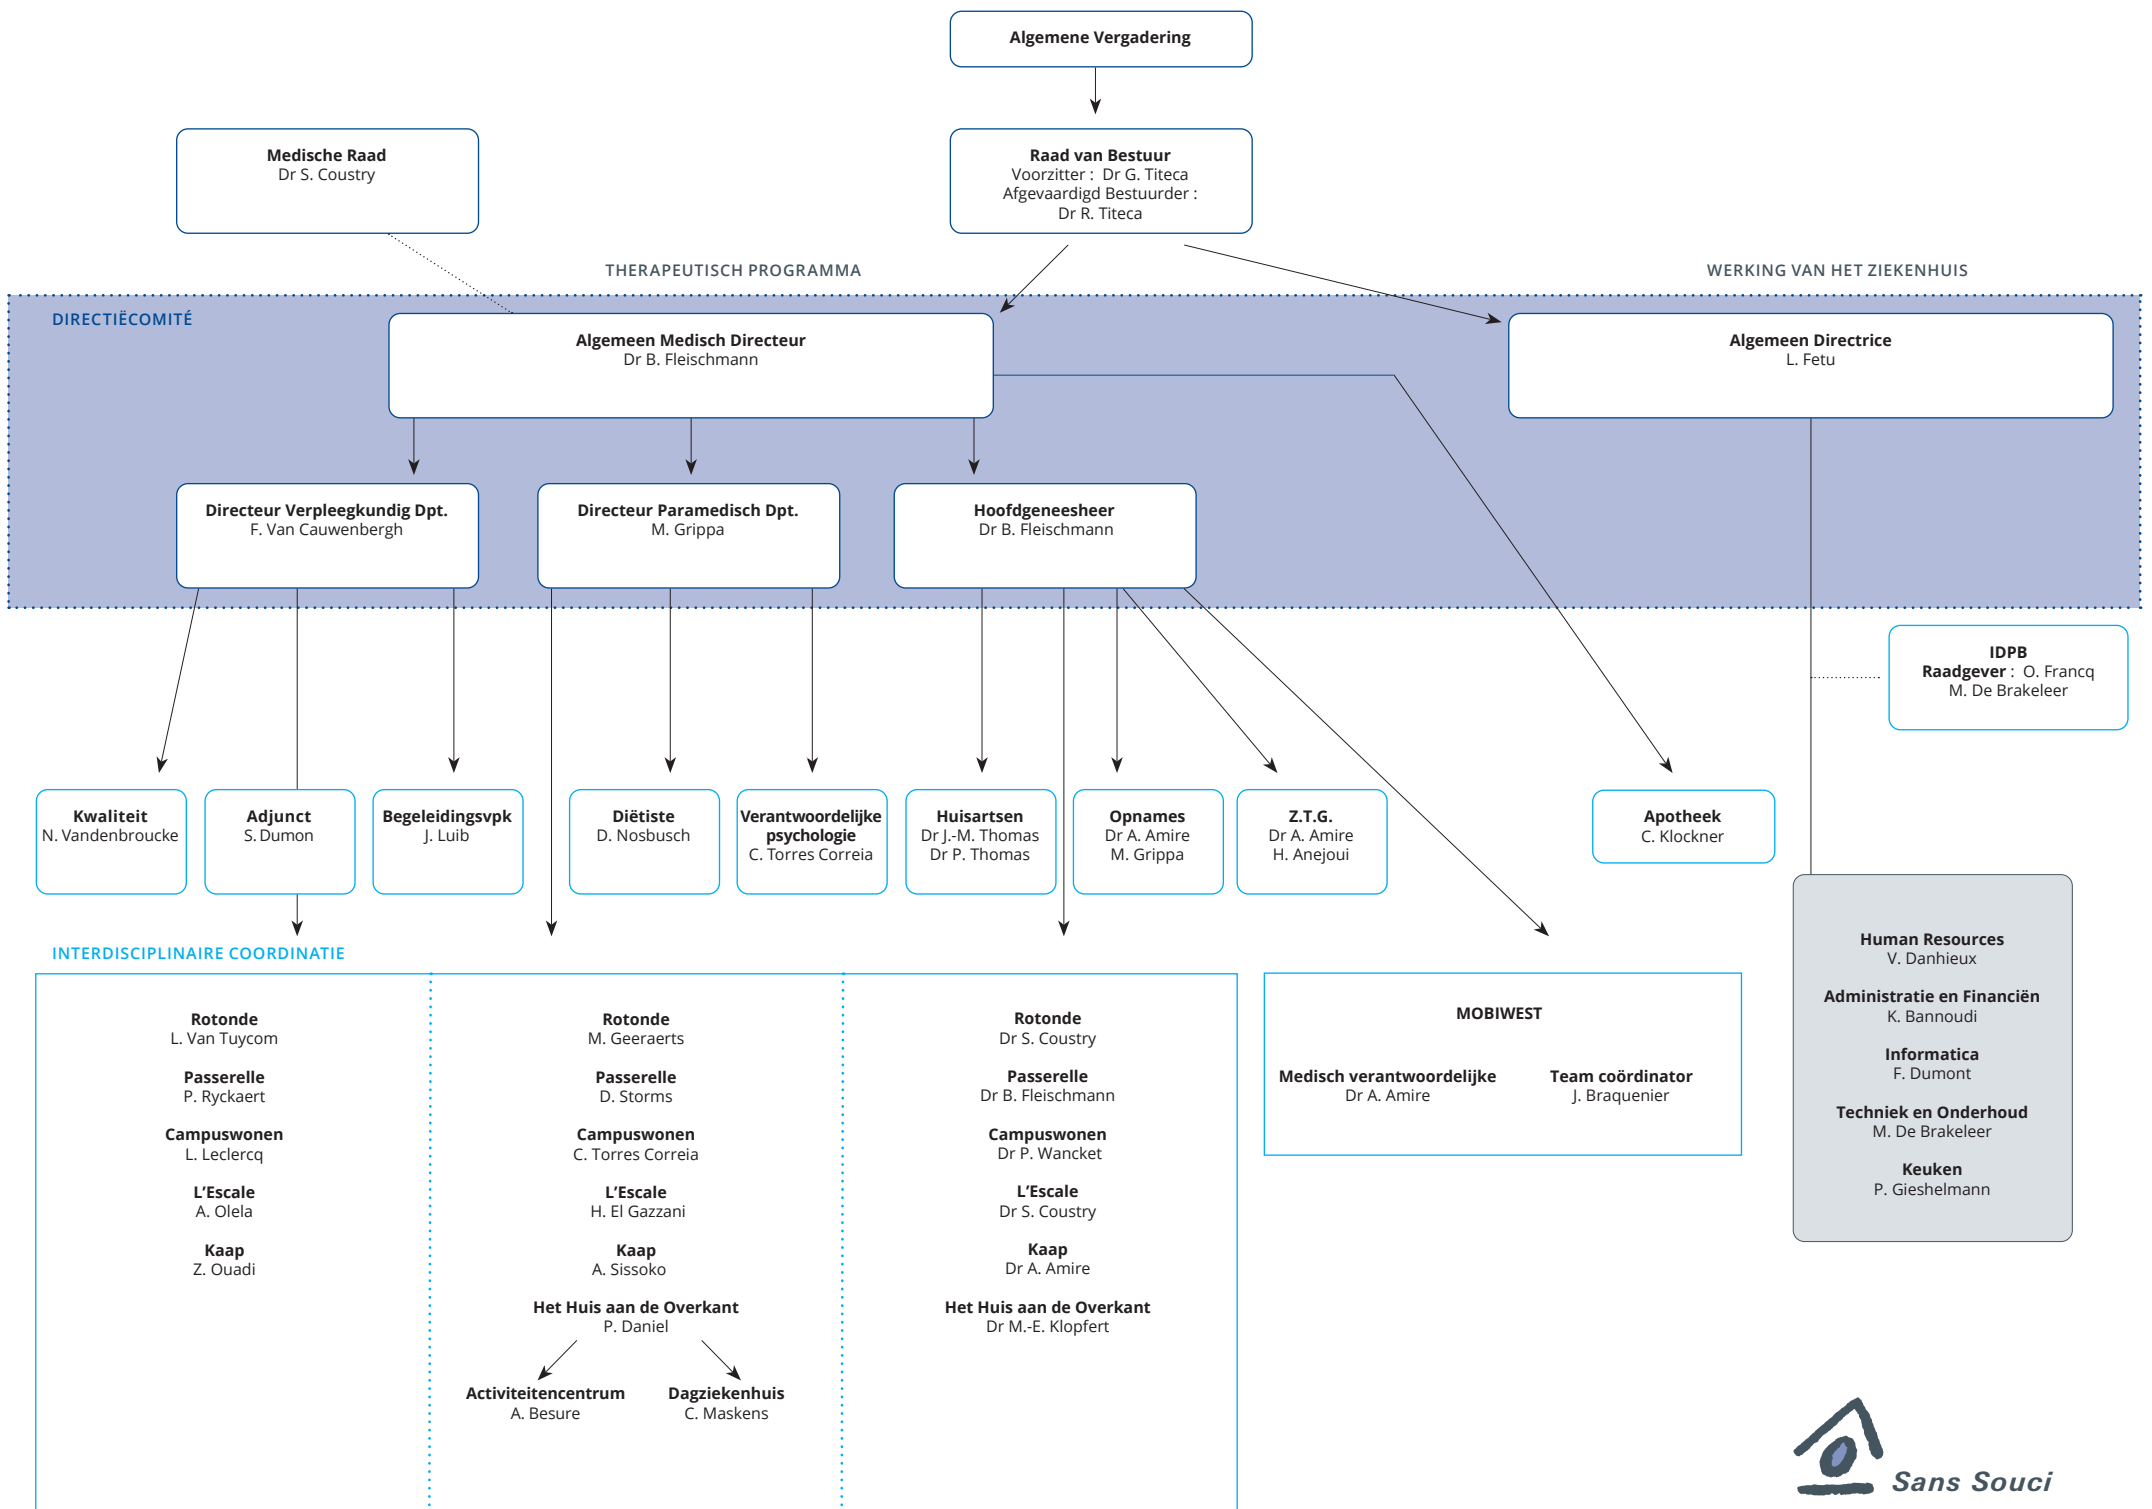 Algemene Vergadering
Medische Raad
Dr S. Coustry
Raad van Bestuur
Voorzitter : Dr G. Titeca
Afgevaardigd Bestuurder :
Dr R. Titeca
THERAPEUTISCH PROGRAMMA
WERKING VAN HET ZIEKENHUIS
DIRECTIËCOMITÉ
Algemeen Medisch Directeur
Dr B. Fleischmann
Algemeen Directrice
L. Fetu
Directeur Verpleegkundig Dpt.
F. Van Cauwenbergh
Directeur Paramedisch Dpt.
M. Grippa
Hoofdgeneesheer
Dr B. Fleischmann
IDPB
Raadgever : O. Francq
M. De Brakeleer
Kwaliteit
N. Vandenbroucke
Adjunct
S. Dumon
Begeleidingsvpk
J. Luib
Diëtiste
D. Nosbusch
Verantwoordelijke
psychologie
C. Torres Correia
Huisartsen
Dr J.-M. Thomas
Dr P. Thomas
Opnames
Dr A. Amire
M. Grippa
Z.T.G.
Dr A. Amire
H. Anejoui
Apotheek
C. Klockner
INTERDISCIPLINAIRE COORDINATIE
Rotonde
L. Van Tuycom
Passerelle
P. Ryckaert
Campuswonen
L. Leclercq
L’Escale
A. Olela
Kaap
Z. Ouadi
Rotonde
M. Geeraerts
Passerelle
D. Storms
Campuswonen
C. Torres Correia
L’Escale
H. El Gazzani
Kaap
A. Sissoko
Het Huis aan de Overkant
P. Daniel
Activiteitencentrum
A. Besure
Dagziekenhuis
C. Maskens
Rotonde
Dr S. Coustry
Passerelle
Dr B. Fleischmann
Campuswonen
Dr P. Wancket
L’Escale
Dr S. Coustry
Kaap
Dr A. Amire
Het Huis aan de Overkant
Dr M.-E. Klopfert
MOBIWEST
Medisch verantwoordelijke
Dr A. Amire
Team coördinator
J. Braquenier
Human Resources
V. Danhieux
Administratie en Financiën
K. Bannoudi
Informatica
F. Dumont
Techniek en Onderhoud
M. De Brakeleer
Keuken
P. Gieshelmann
Sans Souci